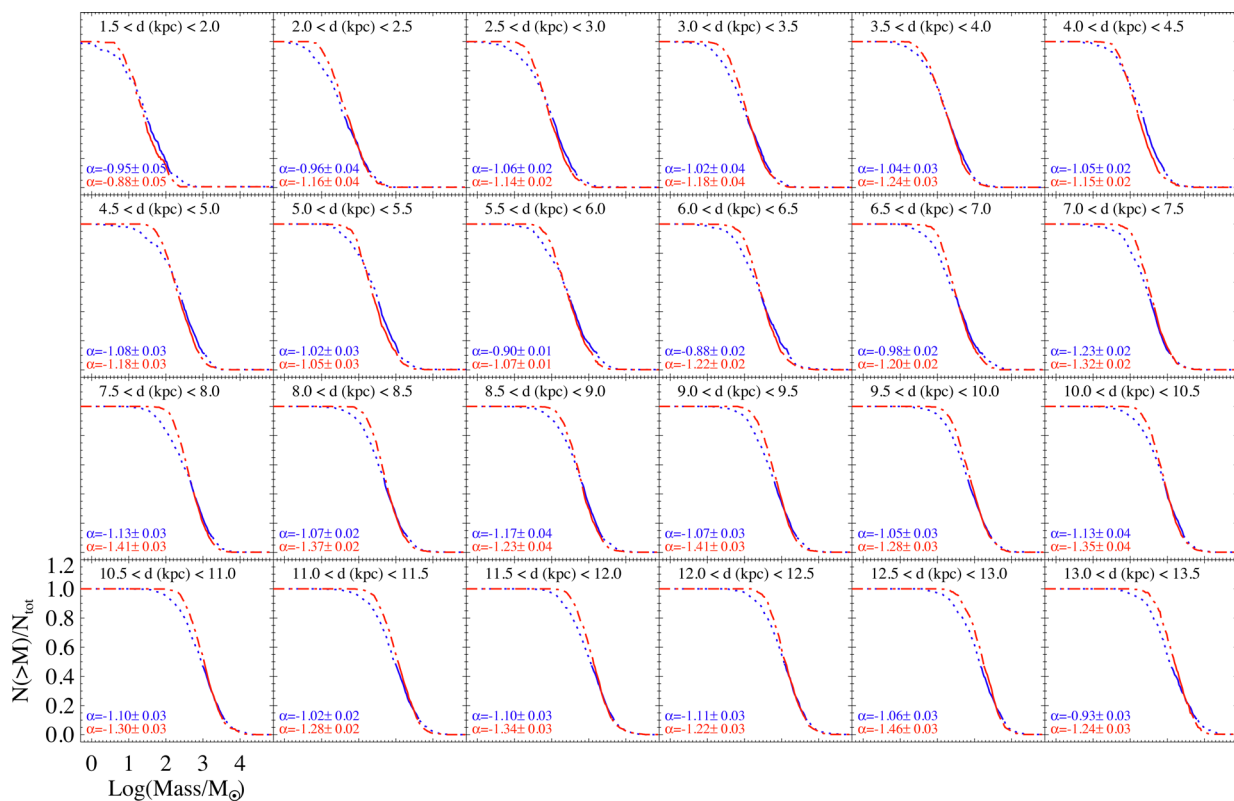 1.5 < d (kpc) < 2.0
α=-0.95± 0.05
α=-0.88± 0.05
2.0 < d (kpc) < 2.5
α=-0.96± 0.04
α=-1.16± 0.04
2.5 < d (kpc) < 3.0
α=-1.06± 0.02
α=-1.14± 0.02
3.0 < d (kpc) < 3.5
α=-1.02± 0.04
α=-1.18± 0.04
3.5 < d (kpc) < 4.0
α=-1.04± 0.03
α=-1.24± 0.03
4.0 < d (kpc) < 4.5
α=-1.05± 0.02
α=-1.15± 0.02
4.5 < d (kpc) < 5.0
α=-1.08± 0.03
α=-1.18± 0.03
5.0 < d (kpc) < 5.5
α=-1.02± 0.03
α=-1.05± 0.03
5.5 < d (kpc) < 6.0
α=-0.90± 0.01
α=-1.07± 0.01
6.0 < d (kpc) < 6.5
α=-0.88± 0.02
α=-1.22± 0.02
6.5 < d (kpc) < 7.0
α=-0.98± 0.02
α=-1.20± 0.02
7.0 < d (kpc) < 7.5
α=-1.23± 0.02
α=-1.32± 0.02
7.5 < d (kpc) < 8.0
α=-1.13± 0.03
α=-1.41± 0.03
8.0 < d (kpc) < 8.5
α=-1.07± 0.02
α=-1.37± 0.02
8.5 < d (kpc) < 9.0
α=-1.17± 0.04
α=-1.23± 0.04
9.0 < d (kpc) < 9.5
α=-1.07± 0.03
α=-1.41± 0.03
9.5 < d (kpc) < 10.0
α=-1.05± 0.03
α=-1.28± 0.03
10.0 < d (kpc) < 10.5
α=-1.13± 0.04
α=-1.35± 0.04
10.5 < d (kpc) < 11.0
α=-1.10± 0.03
α=-1.30± 0.03
11.0 < d (kpc) < 11.5
α=-1.02± 0.02
α=-1.28± 0.02
11.5 < d (kpc) < 12.0
α=-1.10± 0.03
α=-1.34± 0.03
12.0 < d (kpc) < 12.5
α=-1.11± 0.03
α=-1.22± 0.03
12.5 < d (kpc) < 13.0
α=-1.06± 0.03
α=-1.46± 0.03
13.0 < d (kpc) < 13.5
α=-0.93± 0.03
α=-1.24± 0.03
N(>M)/N_tot
1.2
1.0
0.8
0.6
0.4
0.2
0.0
0 1 2 3 4
Log(Mass/M☉)